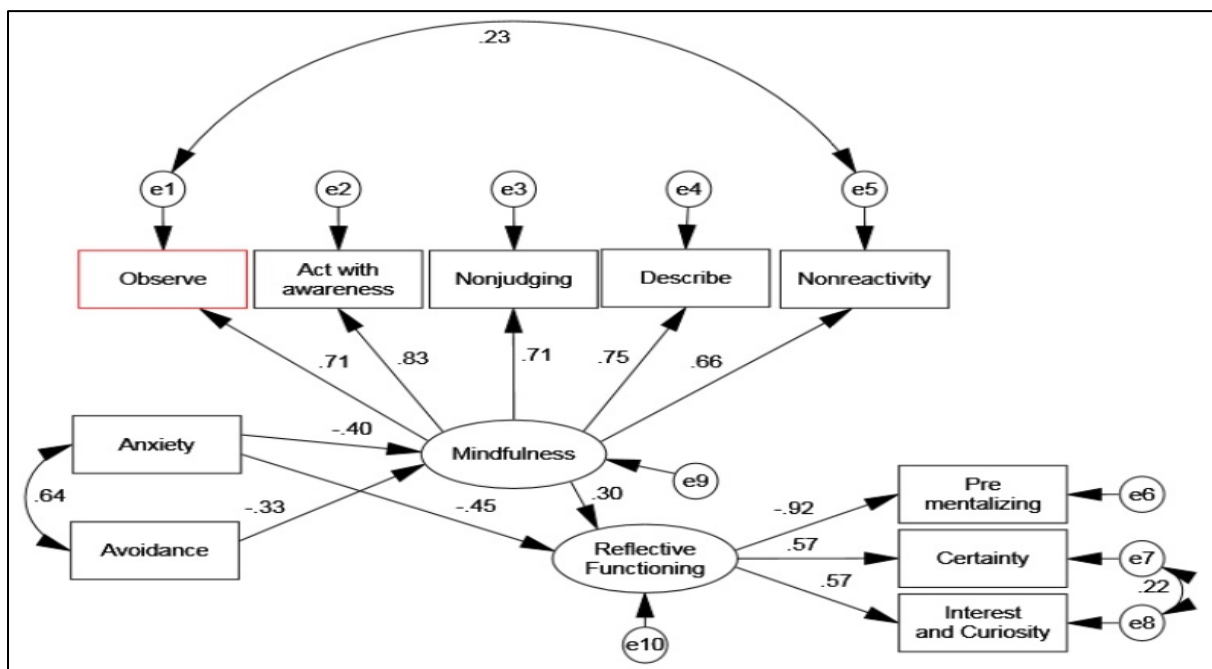 .23
e1
e2
e3
e4
e5
Observe
Act with
awareness
Nonjudging
Describe
Nonreactivity
.71
.83
.71
.75
.66
Anxiety
-.40
Mindfulness
e9
.64
-.33
-.45
.30
-.92
Pre
mentalizing
e6
Avoidance
Reflective
Functioning
.57
Certainty
e7
.57
.22
Interest
and Curiosity
e8
e10